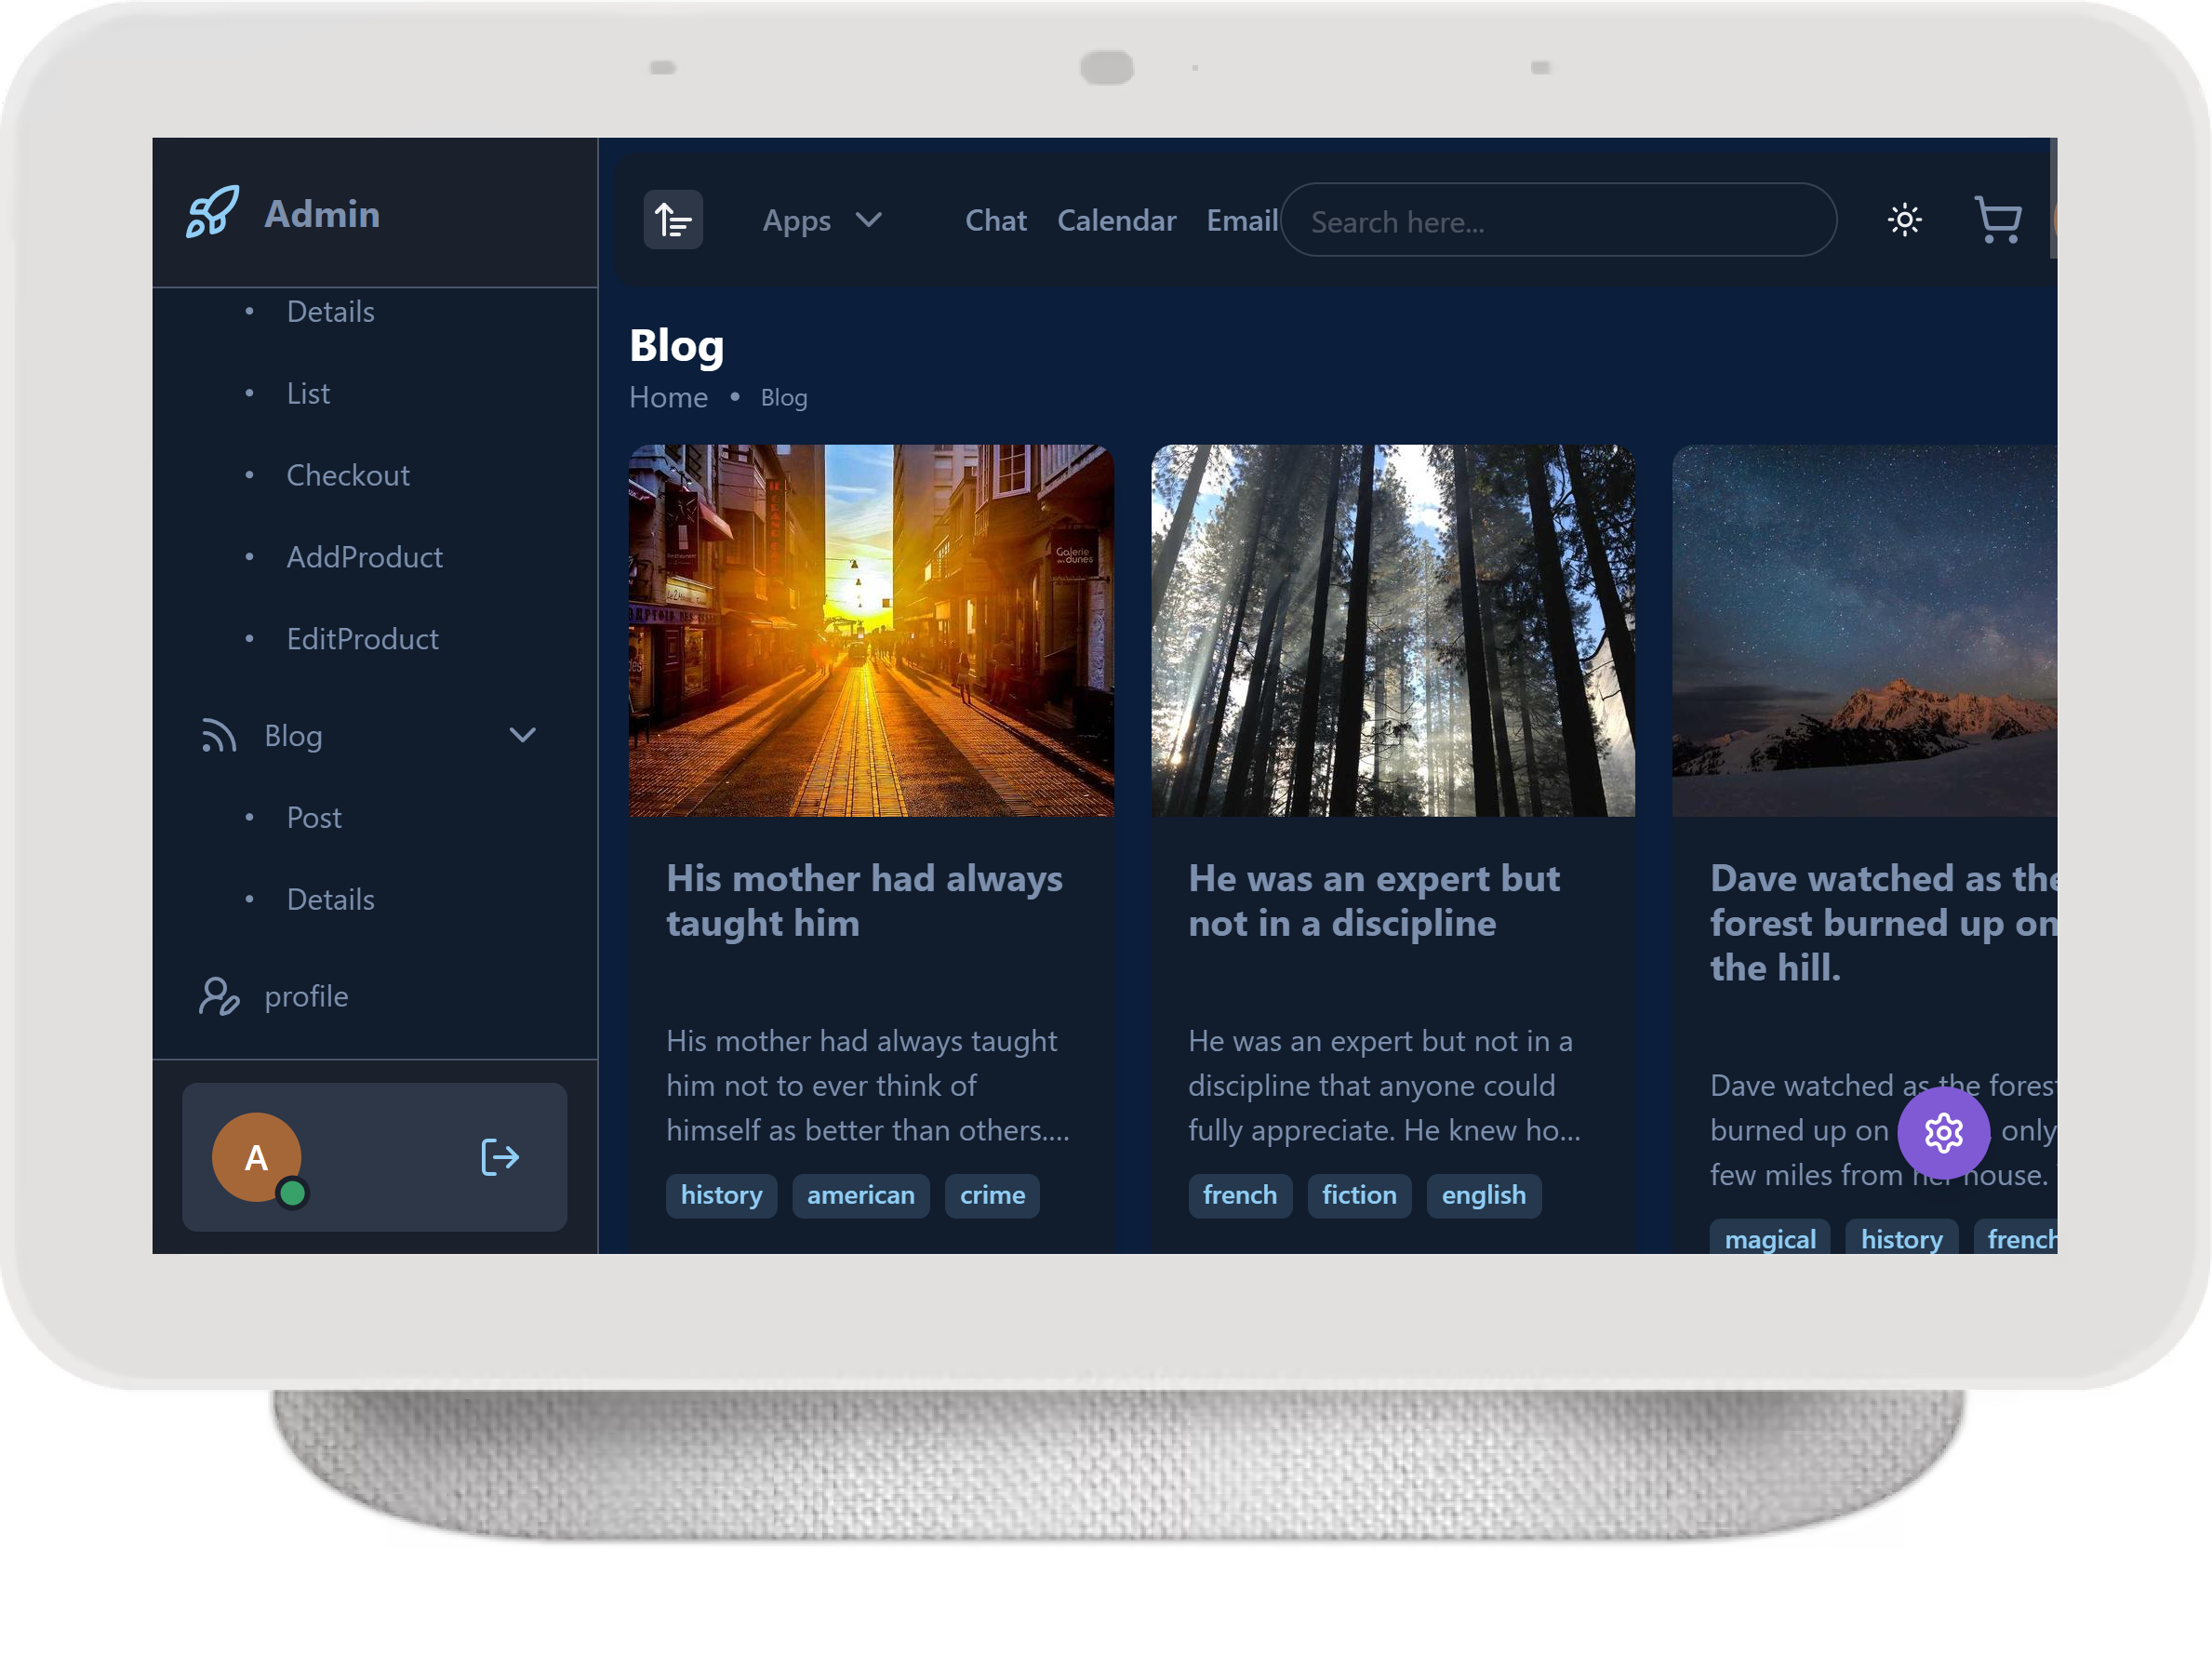 Admin
Details
List
Checkout
AddProduct
EditProduct
Blog
Post
Details
profile
A
Apps
Chat
Calendar
Email
Search here...
Blog
Home • Blog
Galerie
des dunes
His mother had always
taught him
His mother had always taught
him not to ever think of
himself as better than others....
history
american
crime
He was an expert but
not in a discipline
He was an expert but not in a
discipline that anyone could
fully appreciate. He knew ho...
french
fiction
english
Dave watched as the
forest burned up on
the hill.
Dave watched as the forest
burned up on only
few miles from her house.
magical
history
french